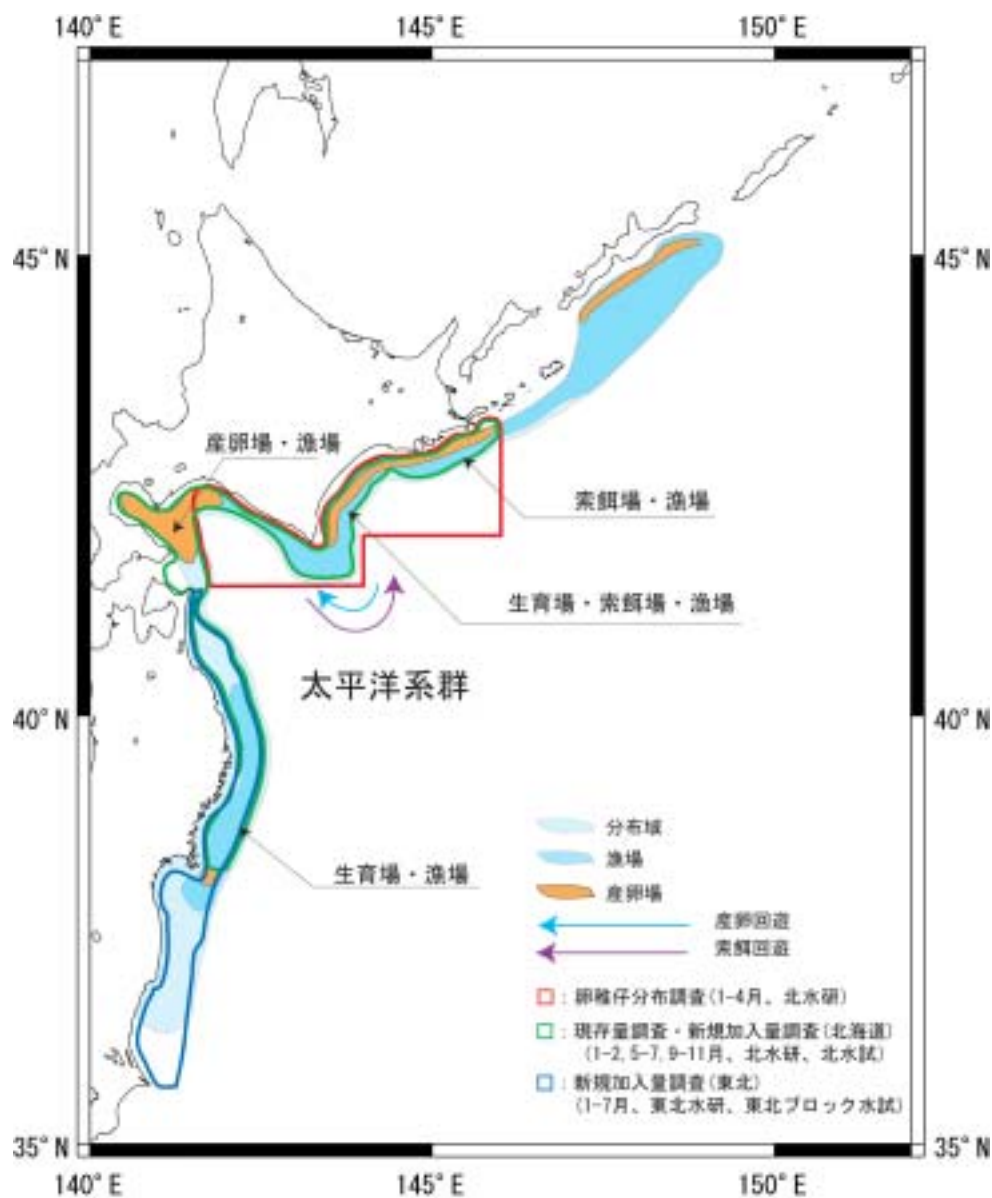 140°E
145°E
150°E
45°N
45°N
産卵場・漁場
索餌場・漁場
生育場・索餌場・漁場
太平洋系群
40°N
40°N
分布域
漁場
産卵場
生育場・漁場
産卵回遊
索餌回遊
：卵稚仔分布調査(1-4月、北水研)
：現存量調査・新規加入量調査(北海道)
(1-2,5-7,9-11月、北水研、北水試)
：新規加入量調査(東北)
(1-7月、東北水研、東北ブロック水試)
35°N
35°N
140°E
145°E
150°E